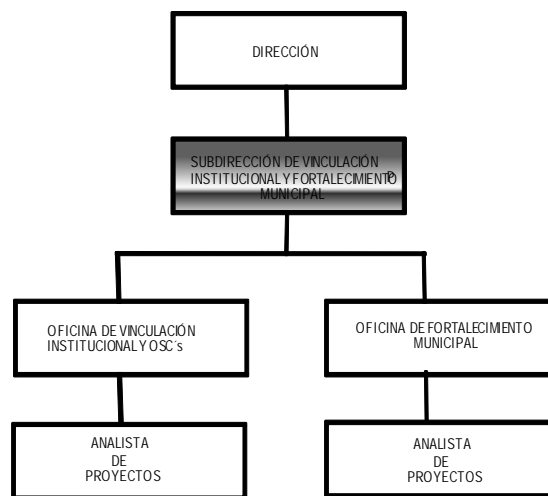 DIRECCIÓN
SUBDIRECCIÓN DE VINCULACIÓN
INSTITUCIONAL Y FORTALECIMIENTO
MUNICIPAL
OFICINA DE VINCULACIÓN
INSTITUCIONAL Y OSC´s
OFICINA DE FORTALECIMIENTO
MUNICIPAL
ANALISTA
DE
PROYECTOS
ANALISTA
DE
PROYECTOS